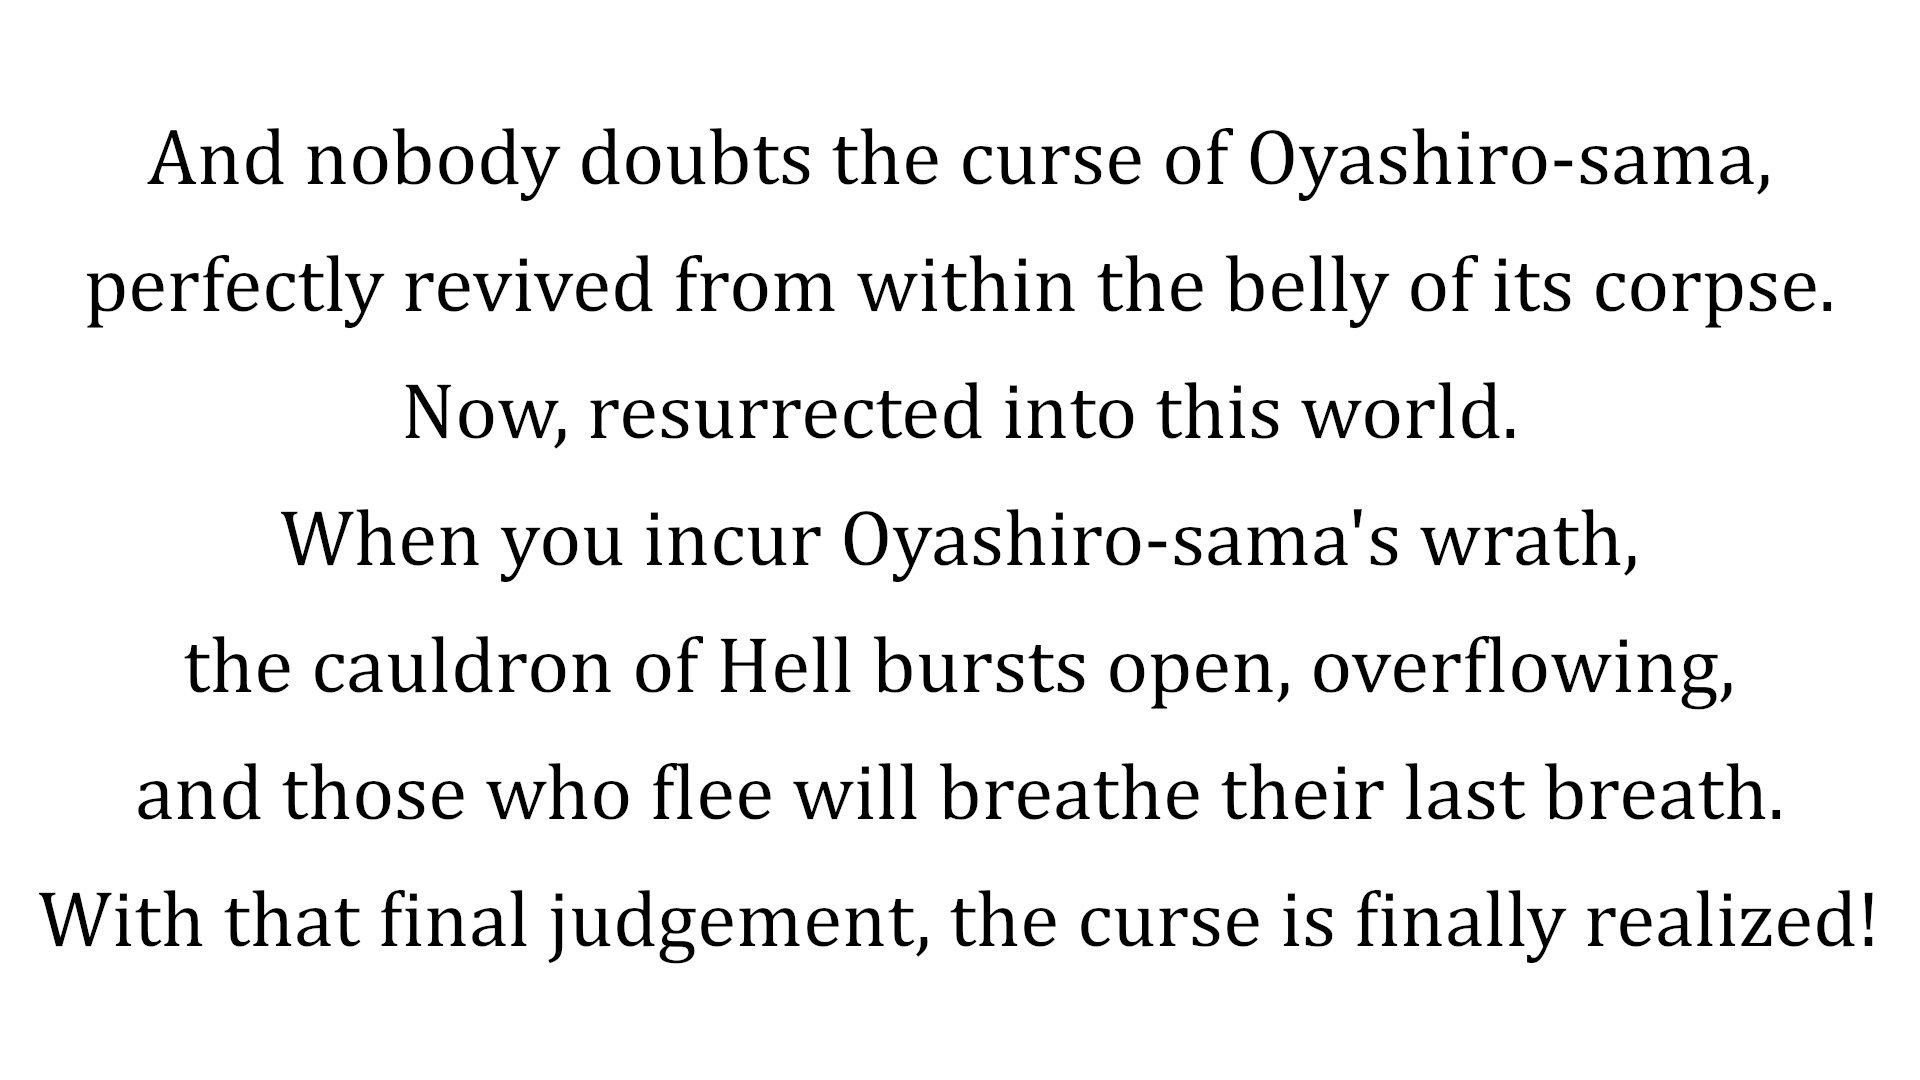 And nobody doubts the curse of Oyashiro-sama,
perfectly revived from within the belly of its corpse.
Now, resurrected into this world.
When you incur Oyashiro-sama's wrath,
the cauldron of Hell bursts open, overflowing,
and those who flee will breathe their last breath.
With that final judgement, the curse is finally realized!